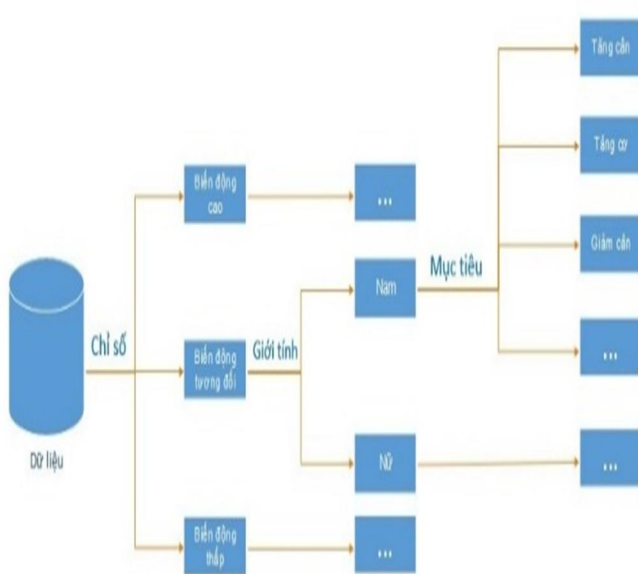 Tăng cân
Tăng cơ
Biến động
cao
...
Giảm cân
Mục tiêu
Nam
Chỉ số
Giới tính
Biến động
tương đối
...
Dữ liệu
Nữ
...
Biến động
thấp
...